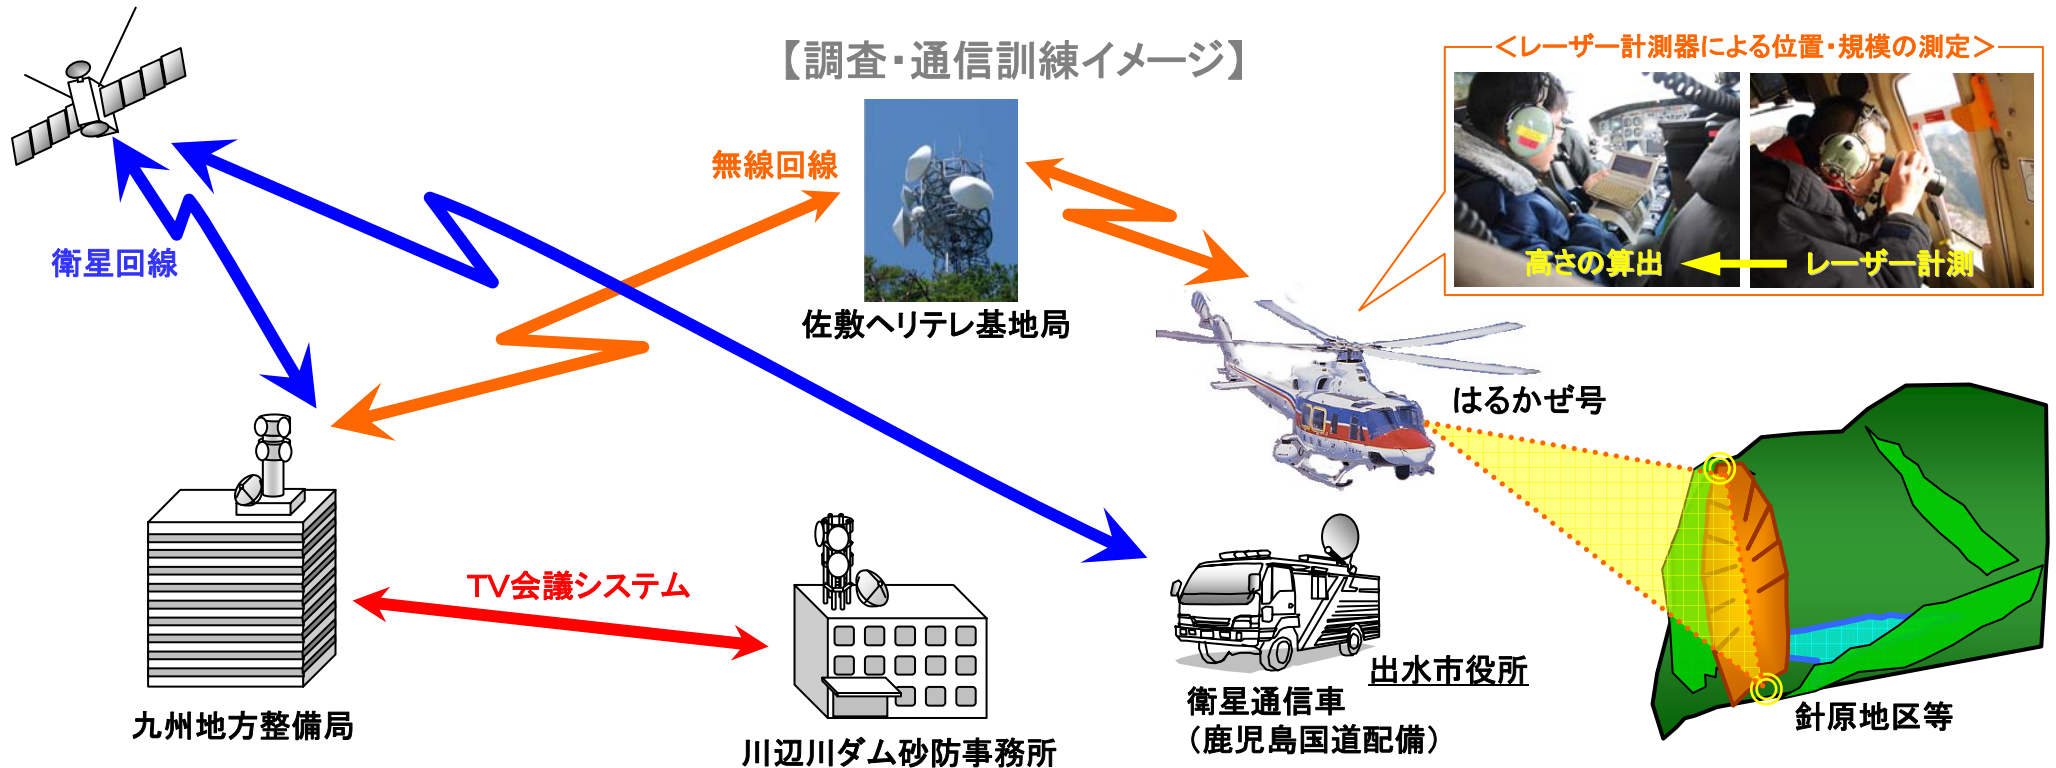 【調査・通信訓練イメージ】
＜レーザー計測器による位置・規模の測定＞
高さの算出
レーザー計測
無線回線
衛星回線
佐敷ヘリテレ基地局
はるかぜ号
TV会議システム
出水市役所
九州地方整備局
川辺川ダム砂防事務所
衛星通信車
（鹿児島国道配備）
針原地区等